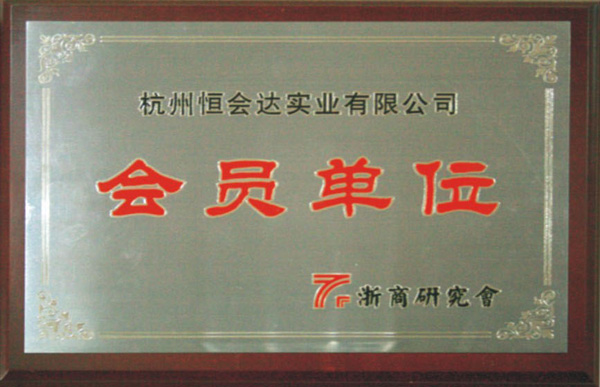 杭州恒会达实业有限公司
会员单位
浙商研究會